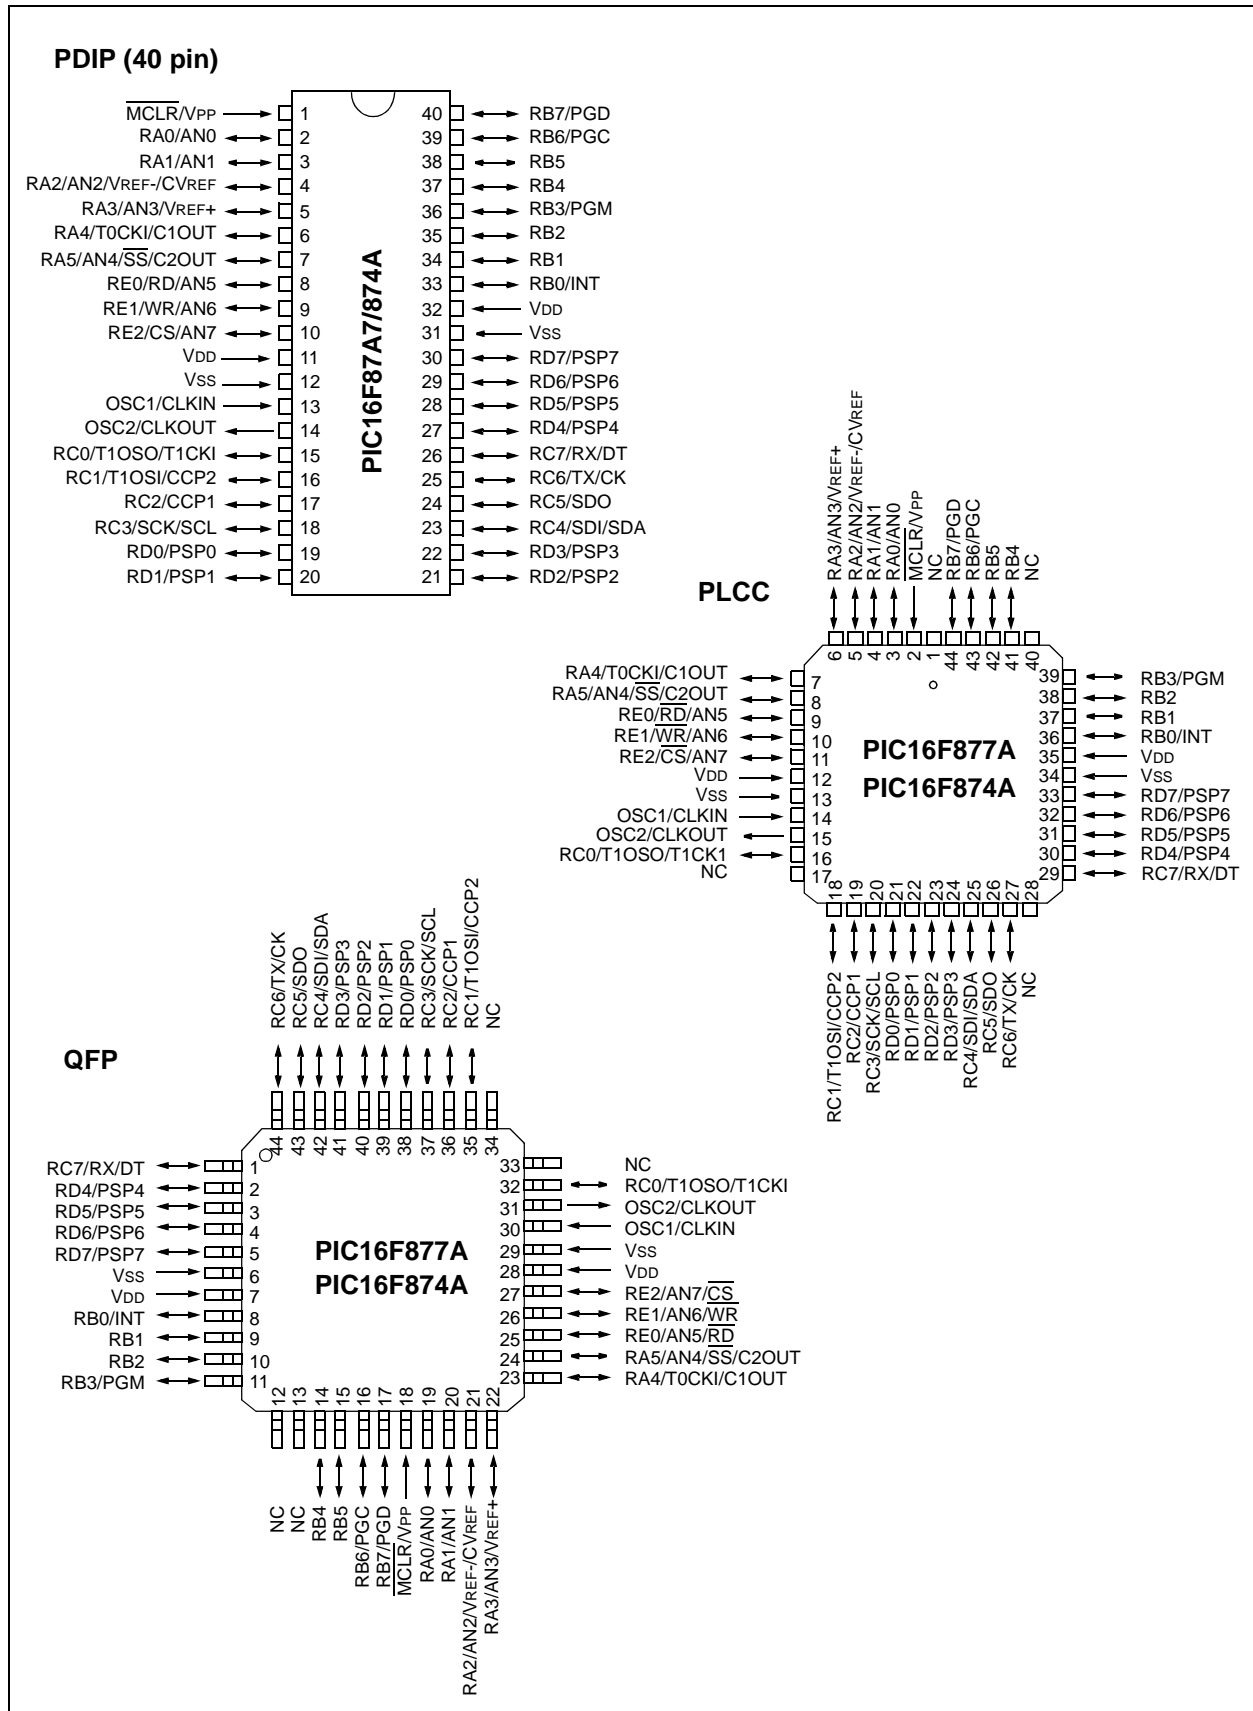 PDIP (40 pin)
MCLR/VPP 1 40 RB7/PGD
RA0/AN0 2 39 RB6/PGC
RA1/AN1 3 38 RB5
RA2/AN2/VREF-/CVREF 4 37 RB4
RA3/AN3/VREF+ 5 36 RB3/PGM
RA4/T0CKI/C1OUT 6 35 RB2
RA5/AN4/SS/C2OUT 7 34 RB1
RE0/RD/AN5 8 33 RB0/INT
RE1/WR/AN6 9 32 VDD
RE2/CS/AN7 10 31 VSS
VDD 11 30 RD7/PSP7
VSS 12 29 RD6/PSP6
OSC1/CLKIN 13 28 RD5/PSP5
OSC2/CLKOUT 14 27 RD4/PSP4
RC0/T1OSO/T1CKI 15 26 RC7/RX/DT
RC1/T1OSI/CCP2 16 25 RC6/TX/CK
RC2/CCP1 17 24 RC5/SDO
RC3/SCK/SCL 18 23 RC4/SDI/SDA
RD0/PSP0 19 22 RD3/PSP3
RD1/PSP1 20 21 RD2/PSP2
PIC16F87A7/874A
PLCC
RA3/AN3/VREF+ 6
RA2/AN2/VREF-/CVREF 5
RA1/AN1 4
RA0/AN0 3
MCLR/VPP 2
NC 1
RB7/PGD 44
RB6/PGC 43
RB5 42
RB4 41
NC 40
RA4/T0CKI/C1OUT 7
RA5/AN4/SS/C2OUT 8
RE0/RD/AN5 9
RE1/WR/AN6 10
RE2/CS/AN7 11
VDD 12
VSS 13
OSC1/CLKIN 14
OSC2/CLKOUT 15
RC0/T1OSO/T1CK1 16
NC 17
PIC16F877A
PIC16F874A
39 RB3/PGM
38 RB2
37 RB1
36 RB0/INT
35 VDD
34 VSS
33 RD7/PSP7
32 RD6/PSP6
31 RD5/PSP5
30 RD4/PSP4
29 RC7/RX/DT
18 RC1/T1OSI/CCP2
19 RC2/CCP1
20 RC3/SCK/SCL
21 RD0/PSP0
22 RD1/PSP1
23 RD2/PSP2
24 RD3/PSP3
25 RC4/SDI/SDA
26 RC5/SDO
27 RC6/TX/CK
28 NC
QFP
RC6/TX/CK 44
RC5/SDO 43
RC4/SDI/SDA 42
RD3/PSP3 41
RD2/PSP2 40
RD1/PSP1 39
RD0/PSP0 38
RC3/SCK/SCL 37
RC2/CCP1 36
RC1/T1OSI/CCP2 35
NC 34
RC7/RX/DT 1
RD4/PSP4 2
RD5/PSP5 3
RD6/PSP6 4
RD7/PSP7 5
VSS 6
VDD 7
RB0/INT 8
RB1 9
RB2 10
RB3/PGM 11
PIC16F877A
PIC16F874A
33 NC
32 RC0/T1OSO/T1CKI
31 OSC2/CLKOUT
30 OSC1/CLKIN
29 VSS
28 VDD
27 RE2/AN7/CS
26 RE1/AN6/WR
25 RE0/AN5/RD
24 RA5/AN4/SS/C2OUT
23 RA4/T0CKI/C1OUT
12 NC
13 NC
14 RB4
15 RB5
16 RB6/PGC
17 RB7/PGD
18 MCLR/VPP
19 RA0/AN0
20 RA1/AN1
21 RA2/AN2/VREF-/CVREF
22 RA3/AN3/VREF+